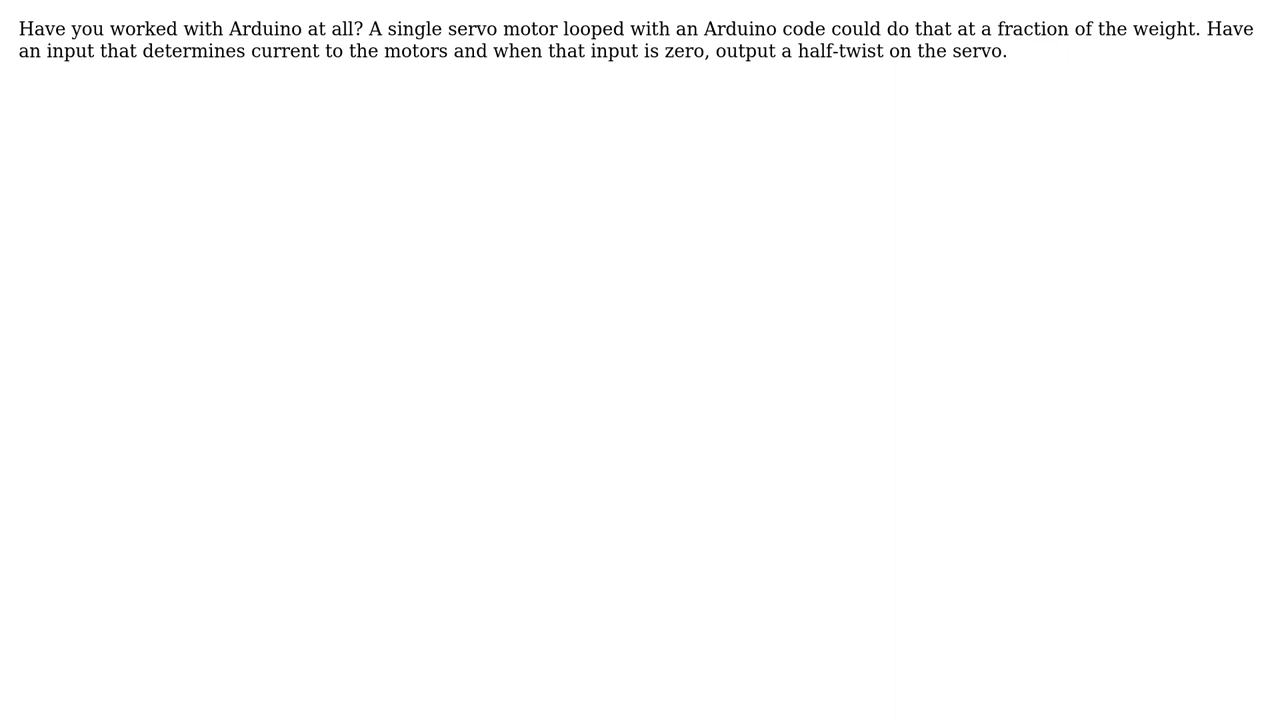 Have you worked with Arduino at all? A single servo motor looped with an Arduino code could do that at a fraction of the weight. Have
an input that determines current to the motors and when that input is zero, output a half-twist on the servo.